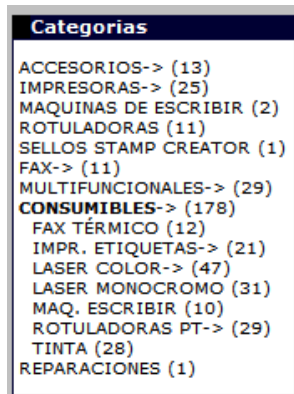 Categorias
ACCESORIOS-> (13)
IMPRESORAS-> (25)
MAQUINAS DE ESCRIBIR (2)
ROTULADORAS (11)
SELLOS STAMP CREATOR (1)
FAX-> (11)
MULTIFUNCIONALES-> (29)
CONSUMIBLES-> (178)
FAX TÉRMICO (12)
IMPR. ETIQUETAS-> (21)
LASER COLOR-> (47)
LASER MONOCROMO (31)
MAQ. ESCRIBIR (10)
ROTULADORAS PT-> (29)
TINTA (28)
REPARACIONES (1)